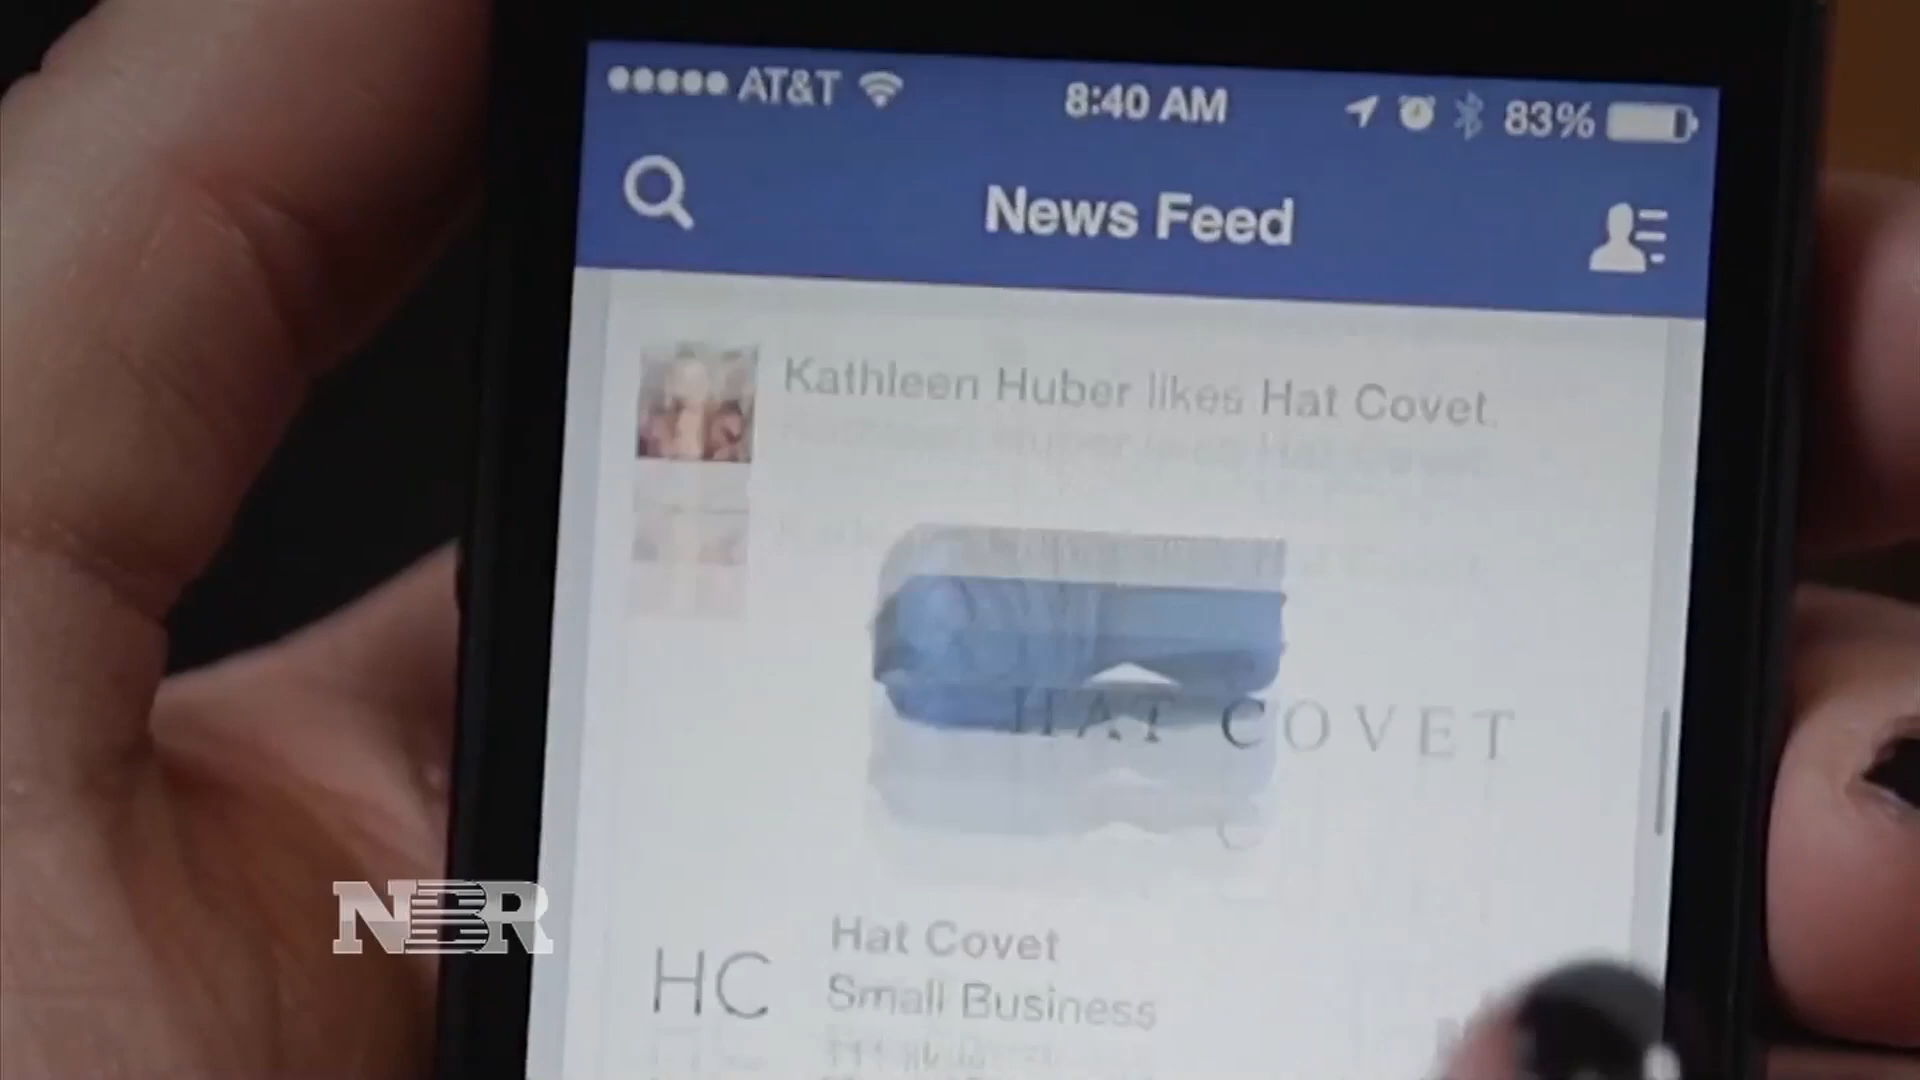 AT&T 8:40 AM 83%
News Feed
Kathleen Huber likes Hat Covet.
HAT COVET
Hat Covet
HC
Small Business
NBR